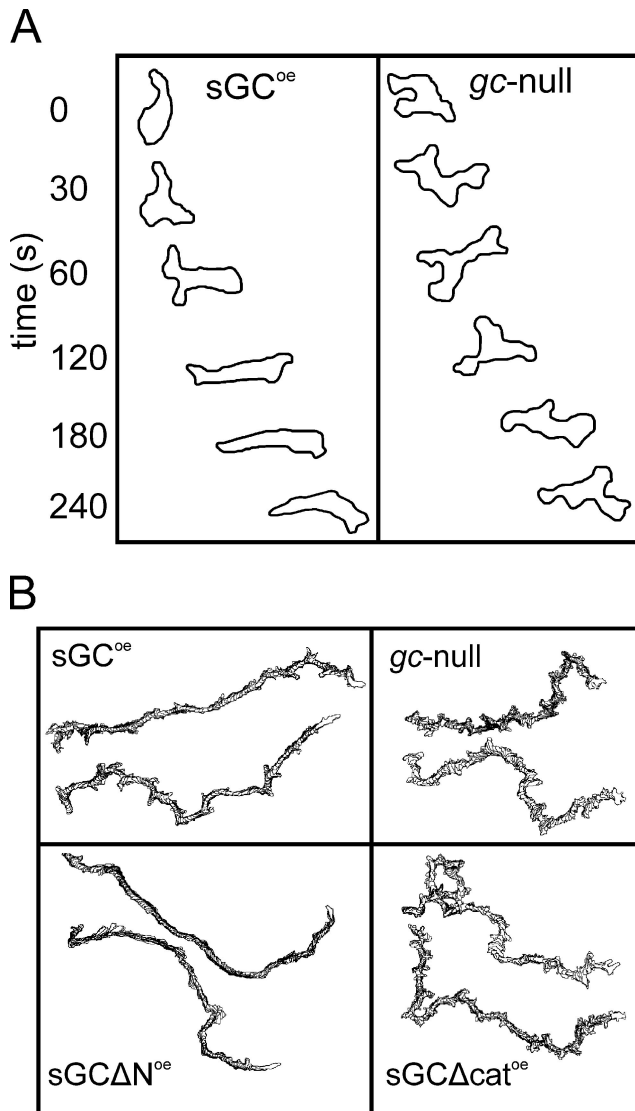 A
sGC^oe
gc-null
0
30
60
120
180
240
time (s)
B
sGC^oe
gc-null
sGCΔN^oe
sGCΔcat^oe